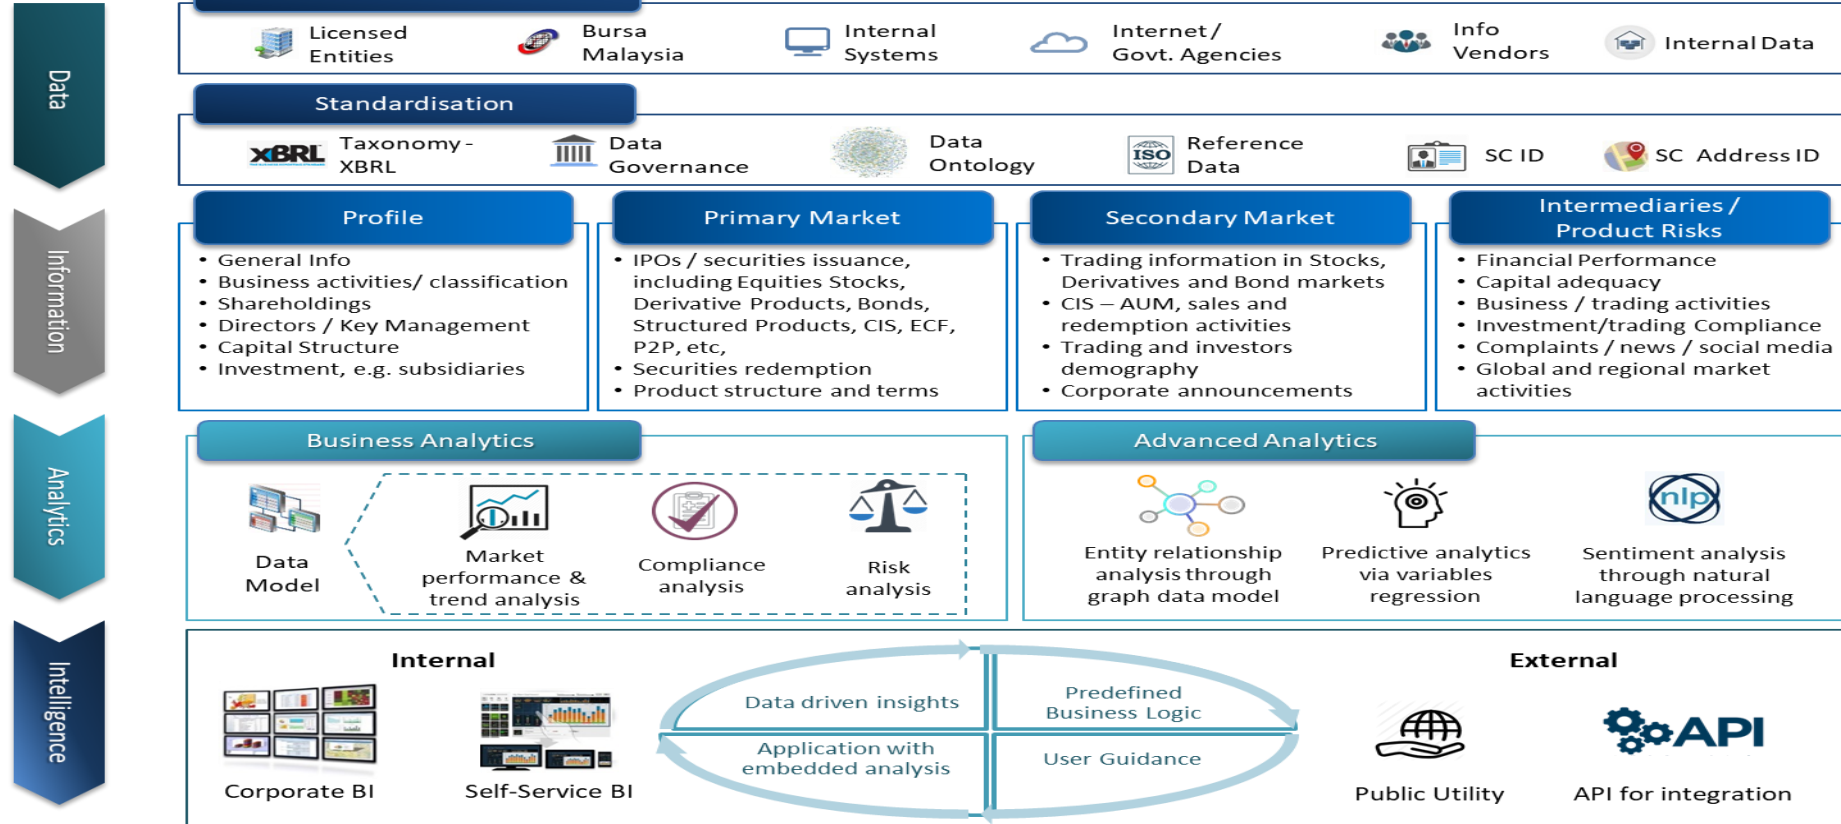 Data
Licensed
Entities
Bursa
Malaysia
Internal
Systems
Internet /
Govt. Agencies
Info
Vendors
Internal Data
Standardisation
XBRL
Taxonomy -
XBRL
Data
Governance
Data
Ontology
ISO
Reference
Data
SC ID
SC Address ID
Information
Profile
• General Info
• Business activities/ classification
• Shareholdings
• Directors / Key Management
• Capital Structure
• Investment, e.g. subsidiaries
Primary Market
• IPOs / securities issuance,
including Equities Stocks,
Derivative Products, Bonds,
Structured Products, CIS, ECF,
P2P, etc,
• Securities redemption
• Product structure and terms
Secondary Market
• Trading information in Stocks,
Derivatives and Bond markets
• CIS – AUM, sales and
redemption activities
• Trading and investors
demography
• Corporate announcements
Intermediaries /
Product Risks
• Financial Performance
• Capital adequacy
• Business / trading activities
• Investment/trading Compliance
• Complaints / news / social media
• Global and regional market
activities
Analytics
Business Analytics
Data
Model
Market
performance &
trend analysis
Compliance
analysis
Risk
analysis
Advanced Analytics
Entity relationship
analysis through
graph data model
Predictive analytics
via variables
regression
nlp
Sentiment analysis
through natural
language processing
Intelligence
Internal
Corporate BI
Self-Service BI
Data driven insights
Predefined
Business Logic
Application with
embedded analysis
User Guidance
External
Public Utility
API
API for integration